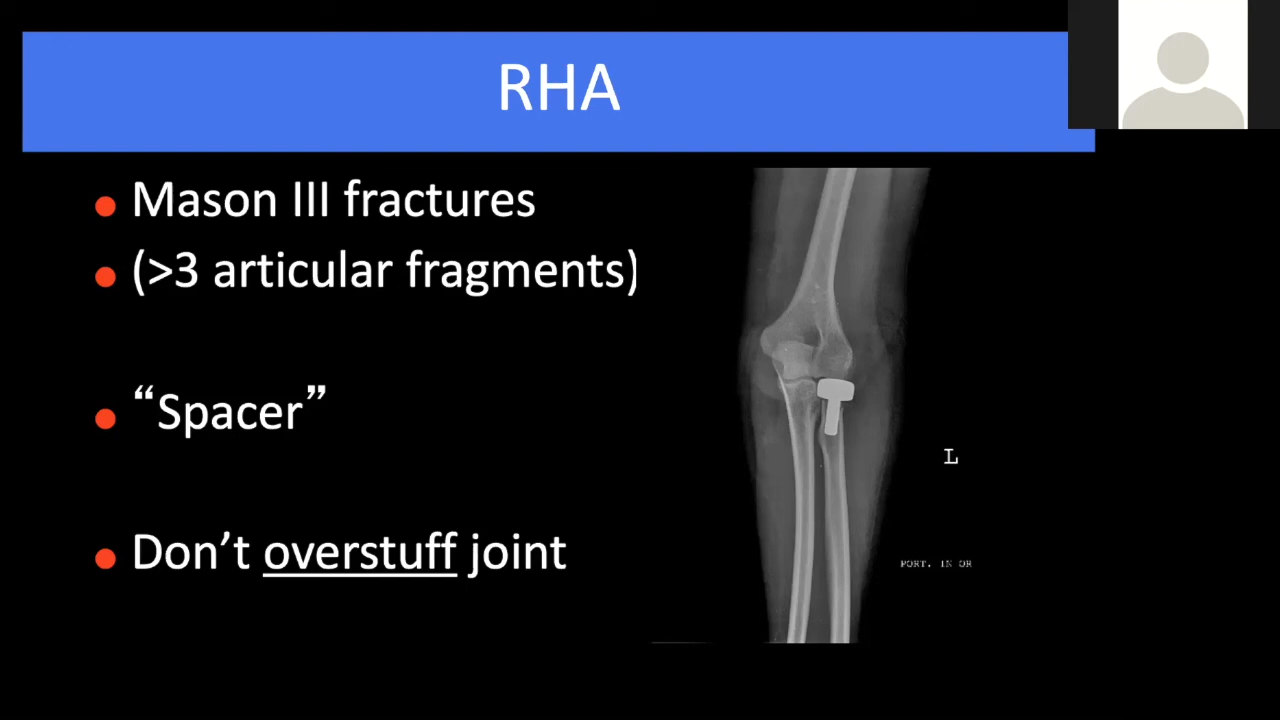 RHA
Mason III fractures
(>3 articular fragments)
“Spacer”
Don’t overstuff joint
L
PORT. IN OR